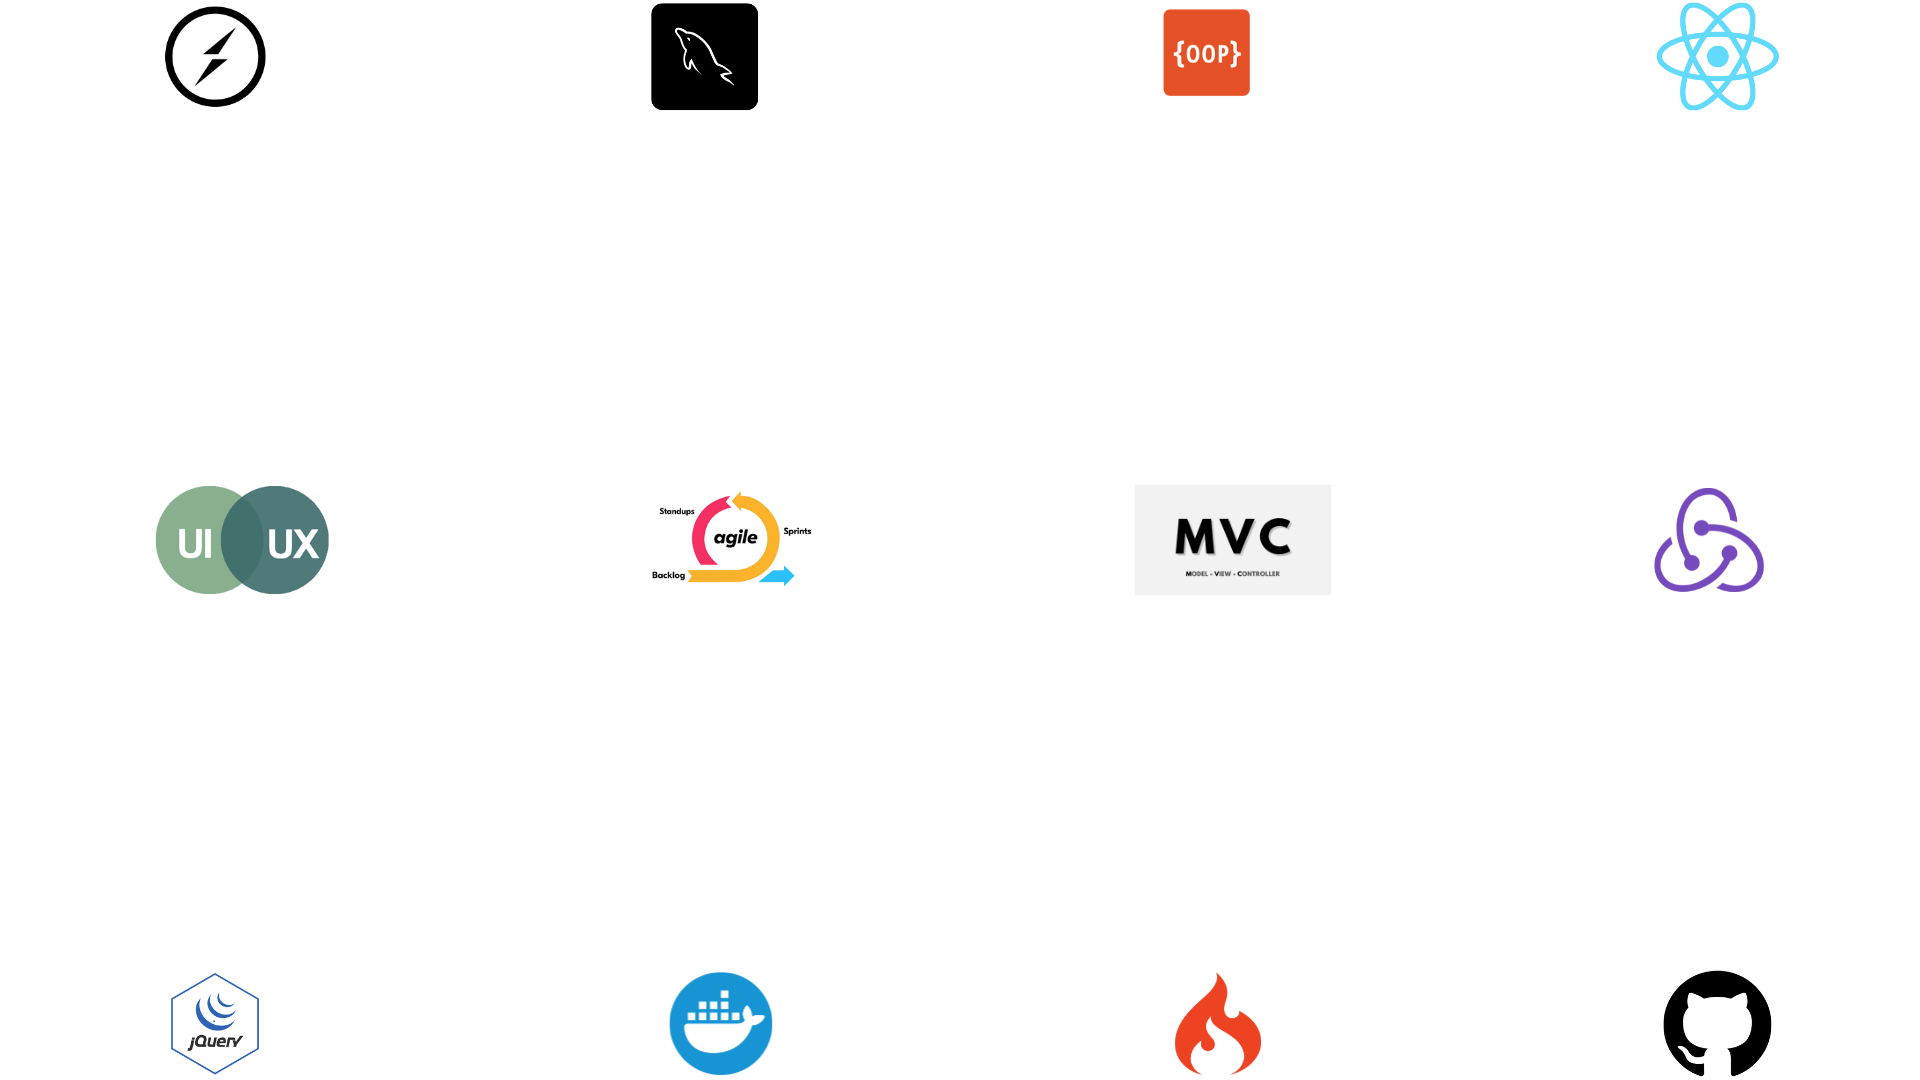 {OOP}
UI UX
Standups
agile
Sprints
Backlog
MVC
MODEL - VIEW - CONTROLLER
jQuery